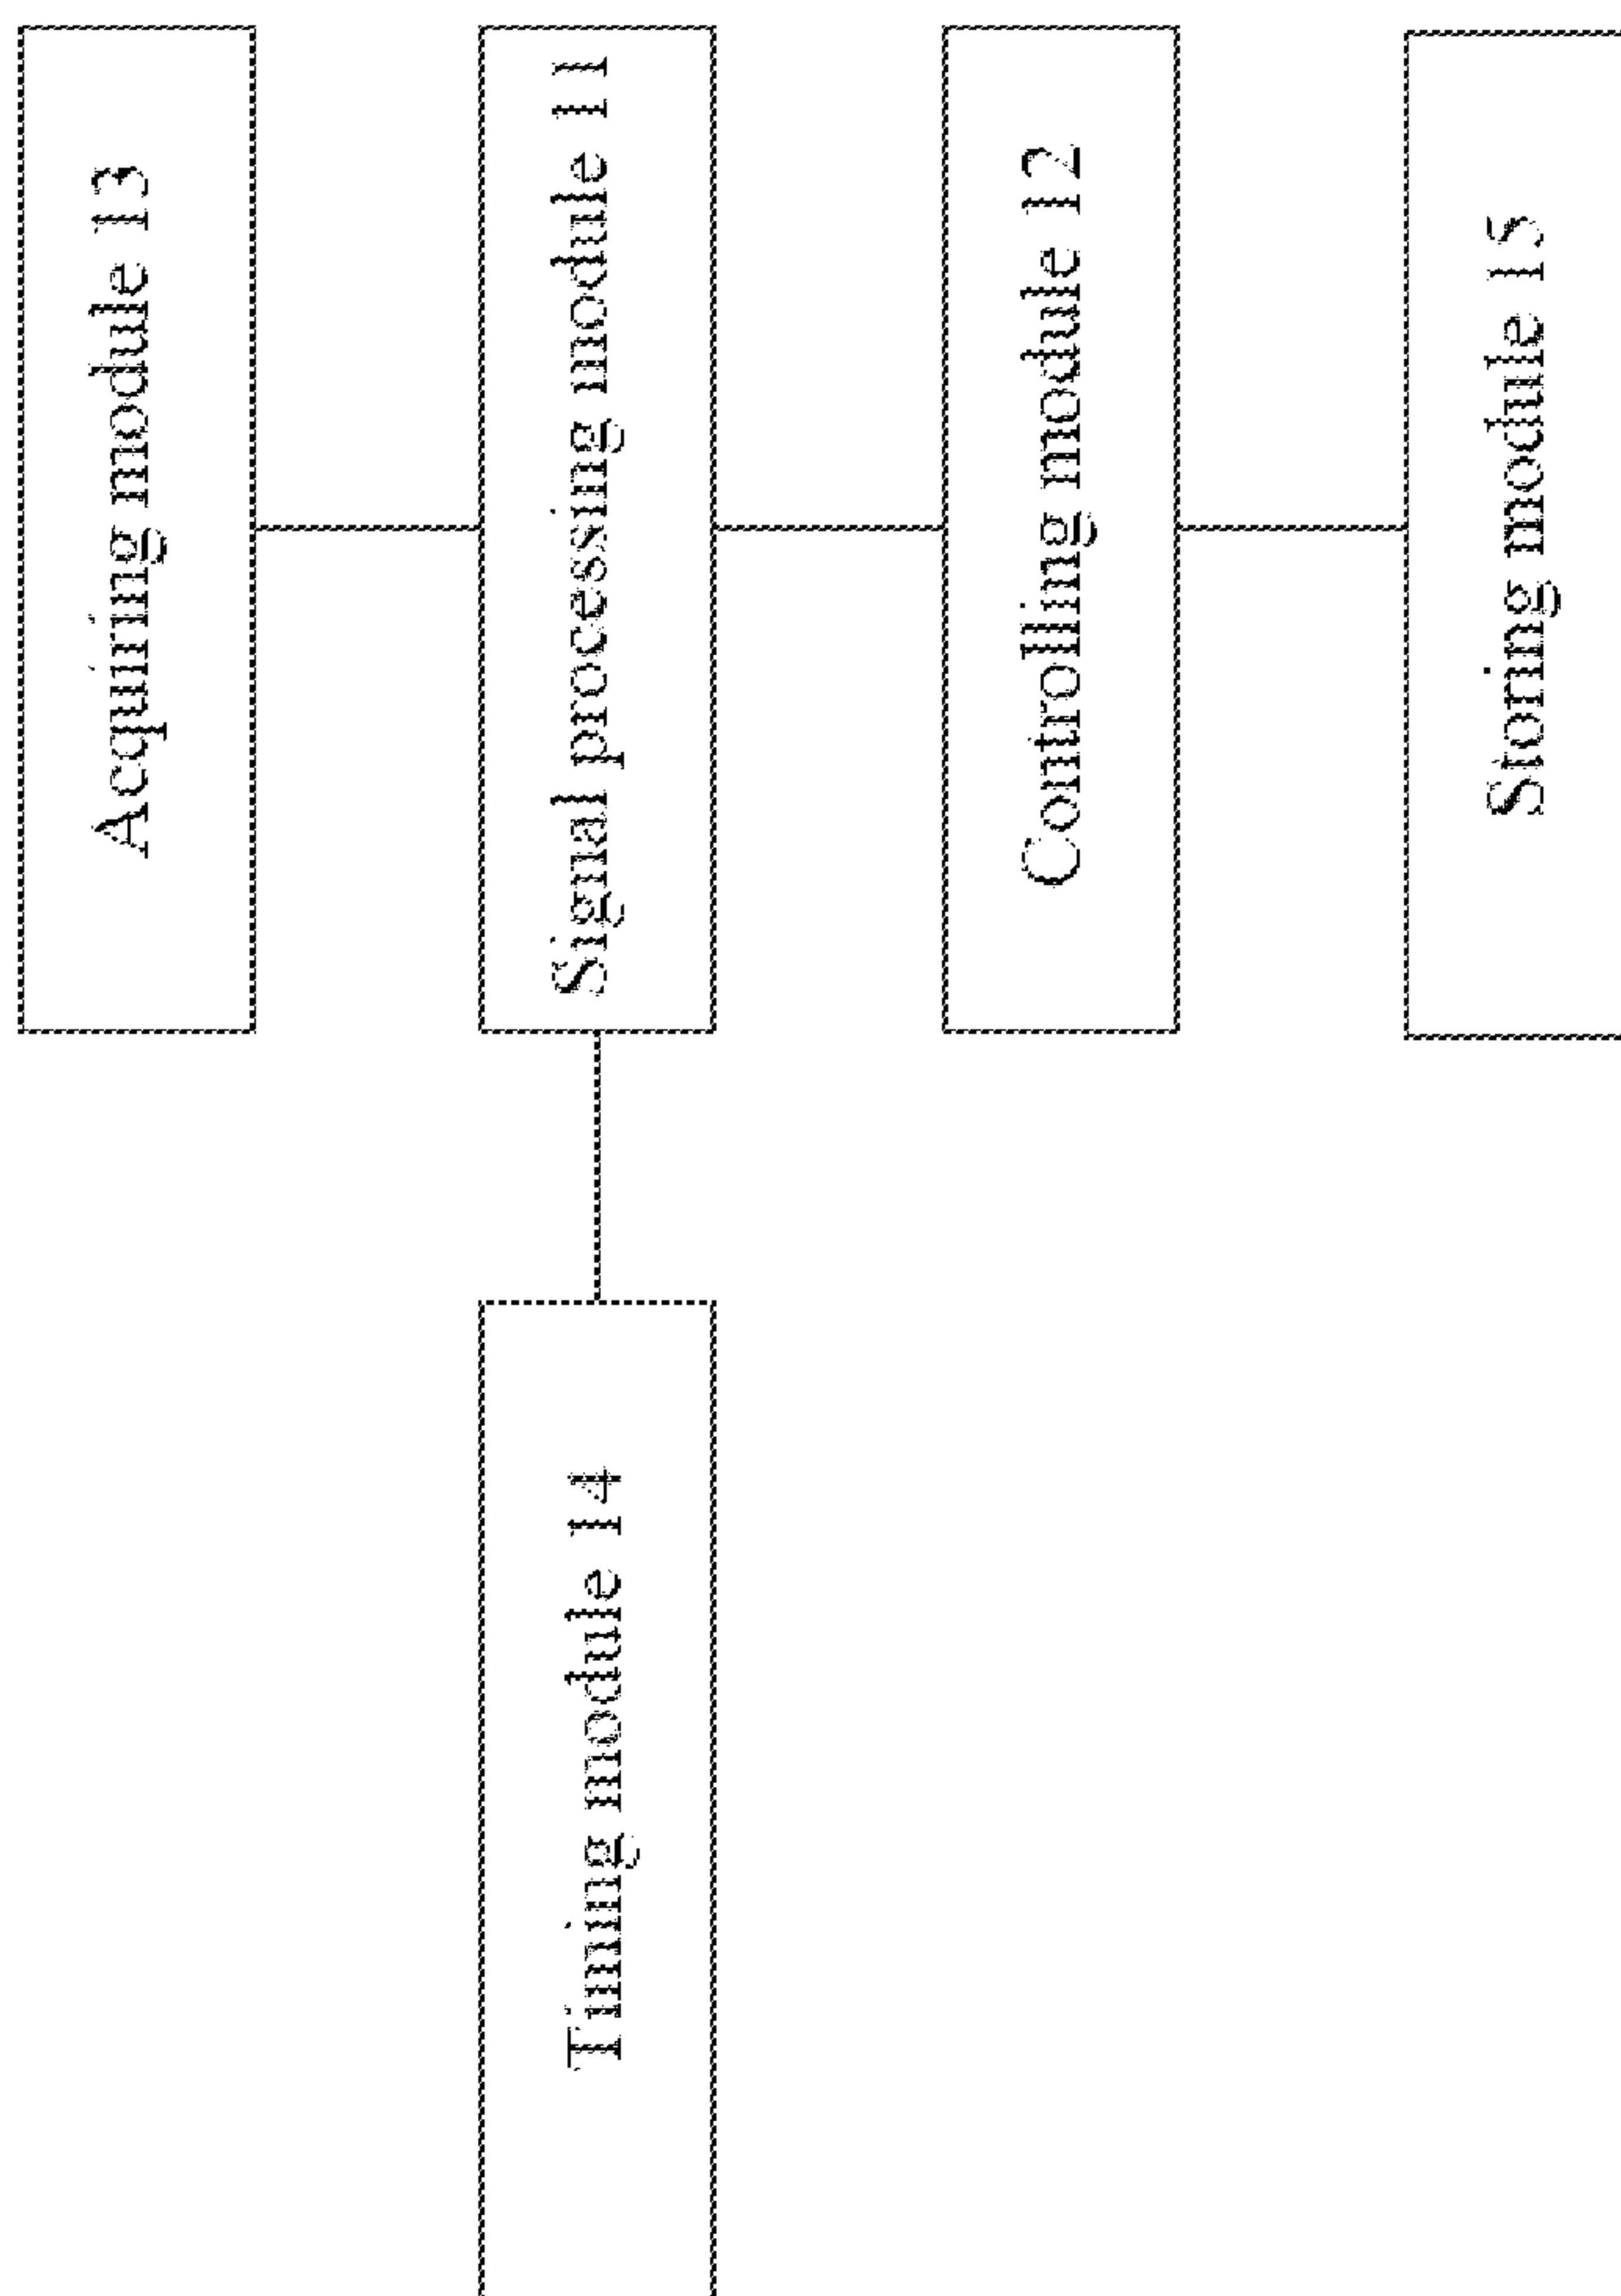 Acquiring module 13
Signal processing module 11
Controlling module 12
Storing module 15
Timing module 14